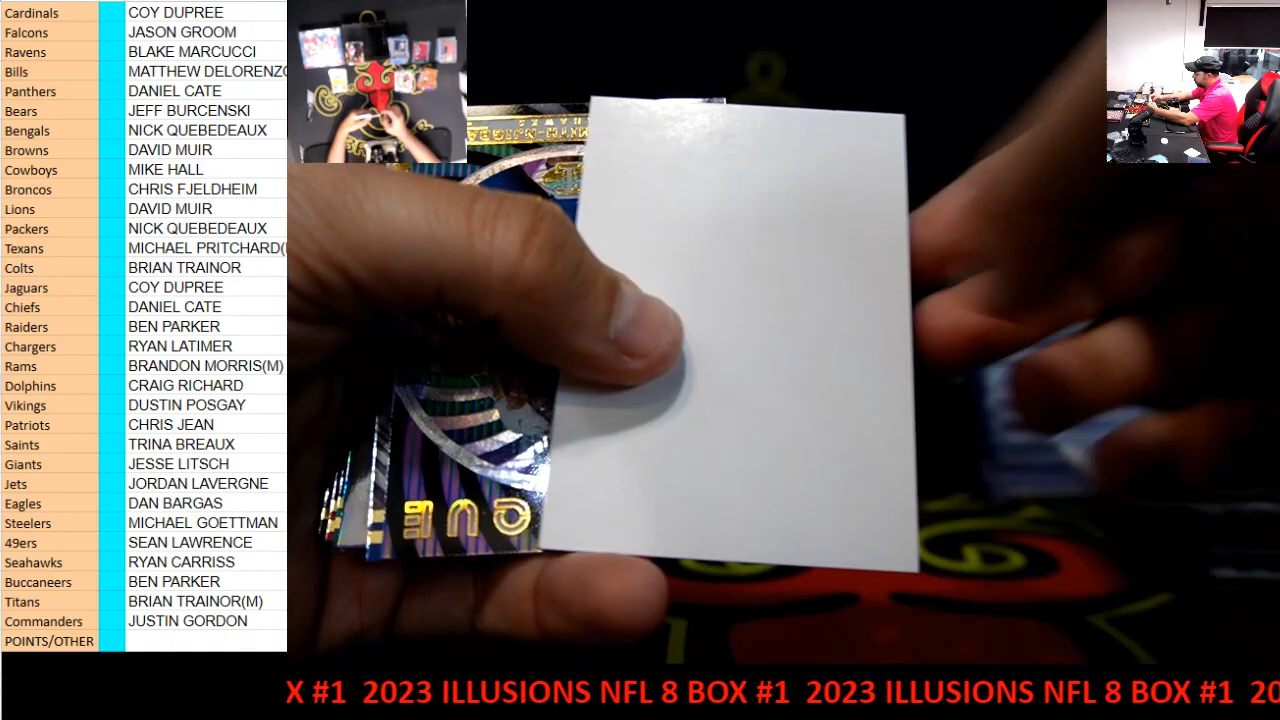 Cardinals COY DUPREE
Falcons JASON GROOM
Ravens BLAKE MARCUCCI
Bills MATTHEW DELORENZO
Panthers DANIEL CATE
Bears JEFF BURCENSKI
Bengals NICK QUEBEDEAUX
Browns DAVID MUIR
Cowboys MIKE HALL
Broncos CHRIS FJELDHEIM
Lions DAVID MUIR
Packers NICK QUEBEDEAUX
Texans MICHAEL PRITCHARD(
Colts BRIAN TRAINOR
Jaguars COY DUPREE
Chiefs DANIEL CATE
Raiders BEN PARKER
Chargers RYAN LATIMER
Rams BRANDON MORRIS(M)
Dolphins CRAIG RICHARD
Vikings DUSTIN POSGAY
Patriots CHRIS JEAN
Saints TRINA BREAUX
Giants JESSE LITSCH
Jets JORDAN LAVERGNE
Eagles DAN BARGAS
Steelers MICHAEL GOETTMAN
49ers SEAN LAWRENCE
Seahawks RYAN CARRISS
Buccaneers BEN PARKER
Titans BRIAN TRAINOR(M)
Commanders JUSTIN GORDON
POINTS/OTHER
X #1 2023 ILLUSIONS NFL 8 BOX #1 2023 ILLUSIONS NFL 8 BOX #1 20